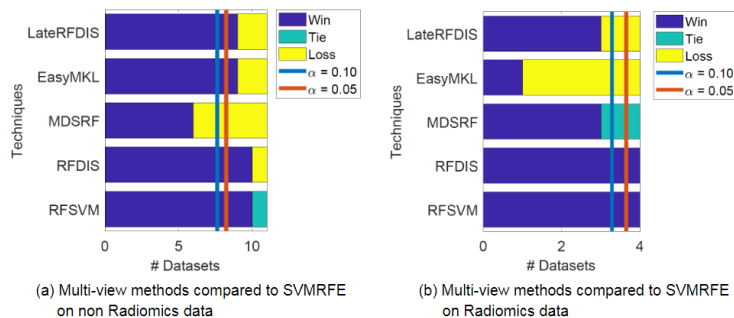 LateRFDIS
EasyMKL
MDSRF
RFDIS
RFSVM
Techniques
0 5 10
# Datasets
Win
Tie
Loss
α = 0.10
α = 0.05
(a) Multi-view methods compared to SVMRFE
on non Radiomics data
LateRFDIS
EasyMKL
MDSRF
RFDIS
RFSVM
Techniques
0 2 4
# Datasets
Win
Tie
Loss
α = 0.10
α = 0.05
(b) Multi-view methods compared to SVMRFE
on Radiomics data